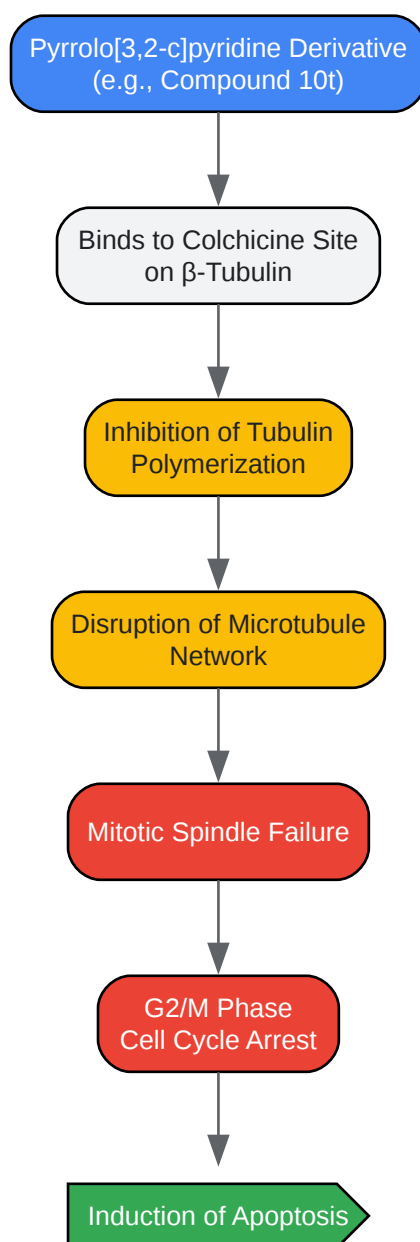 Pyrrolo[3,2-c]pyridine Derivative
(e.g., Compound 10t)
Binds to Colchicine Site
on β-Tubulin
Inhibition of Tubulin
Polymerization
Disruption of Microtubule
Network
Mitotic Spindle Failure
G2/M Phase
Cell Cycle Arrest
Induction of Apoptosis